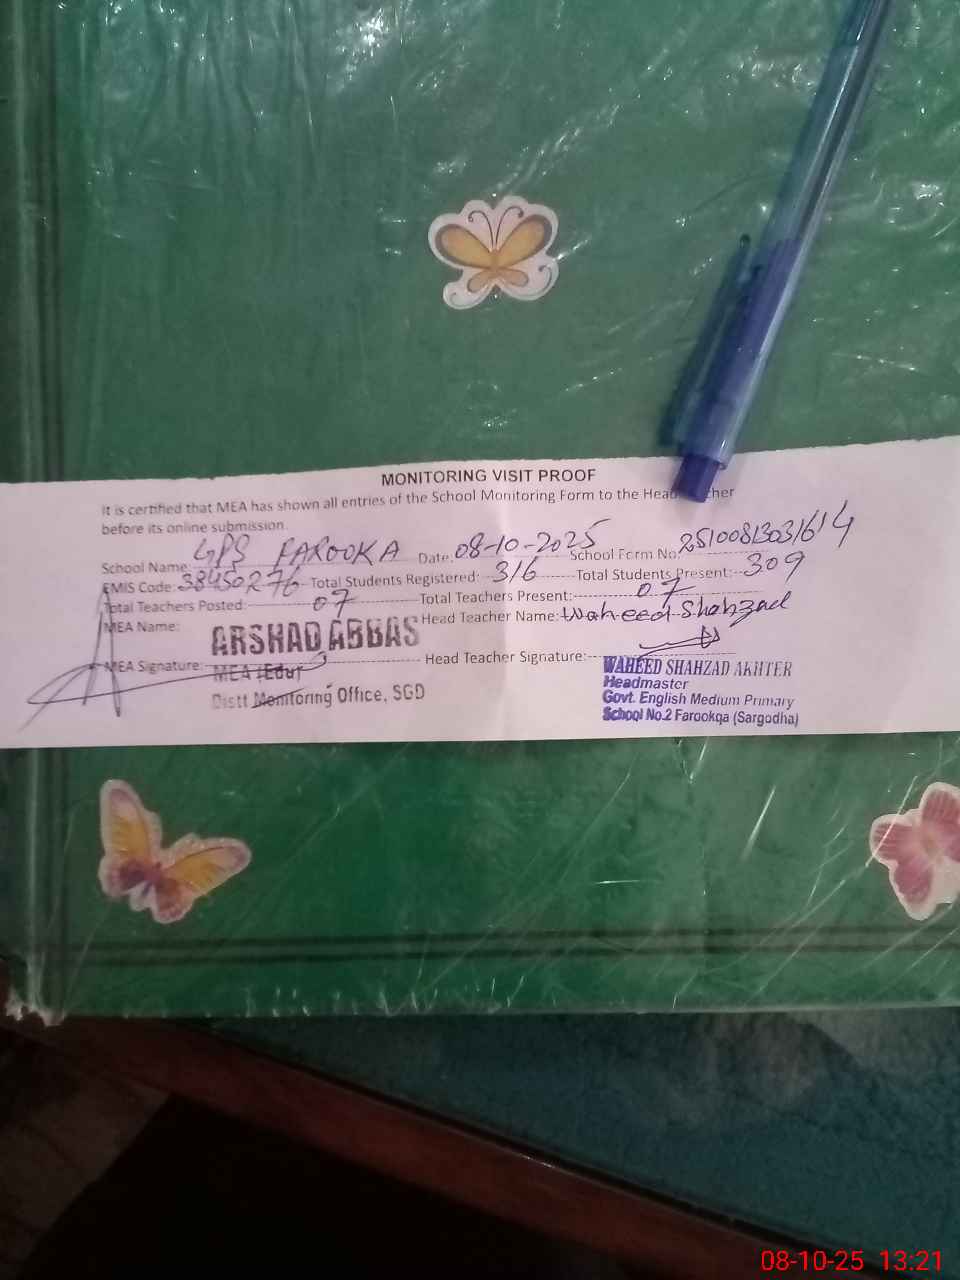 MONITORING VISIT PROOF
It is certified that MEA has shown all entries of the School Monitoring Form to the Head
before its online submission.
School Name: GPS FAROOKA Date: 08-10-2025 School Form No:
EMIS Code: 38450276 Total Students Registered: 316 Total Students Present: 309
Total Teachers Posted: 07 Total Teachers Present: 07
MEA Name: ARSHAD ABBAS Head Teacher Name: Waheed Shahzad
MEA Signature: MEA (Edu) Head Teacher Signature:
Distt Monitoring Office, SGD
WAHEED SHAHZAD AKHTER
Headmaster
Govt. English Medium Primary
School No.2 Farooqa (Sargodha)
08-10-25 13:21